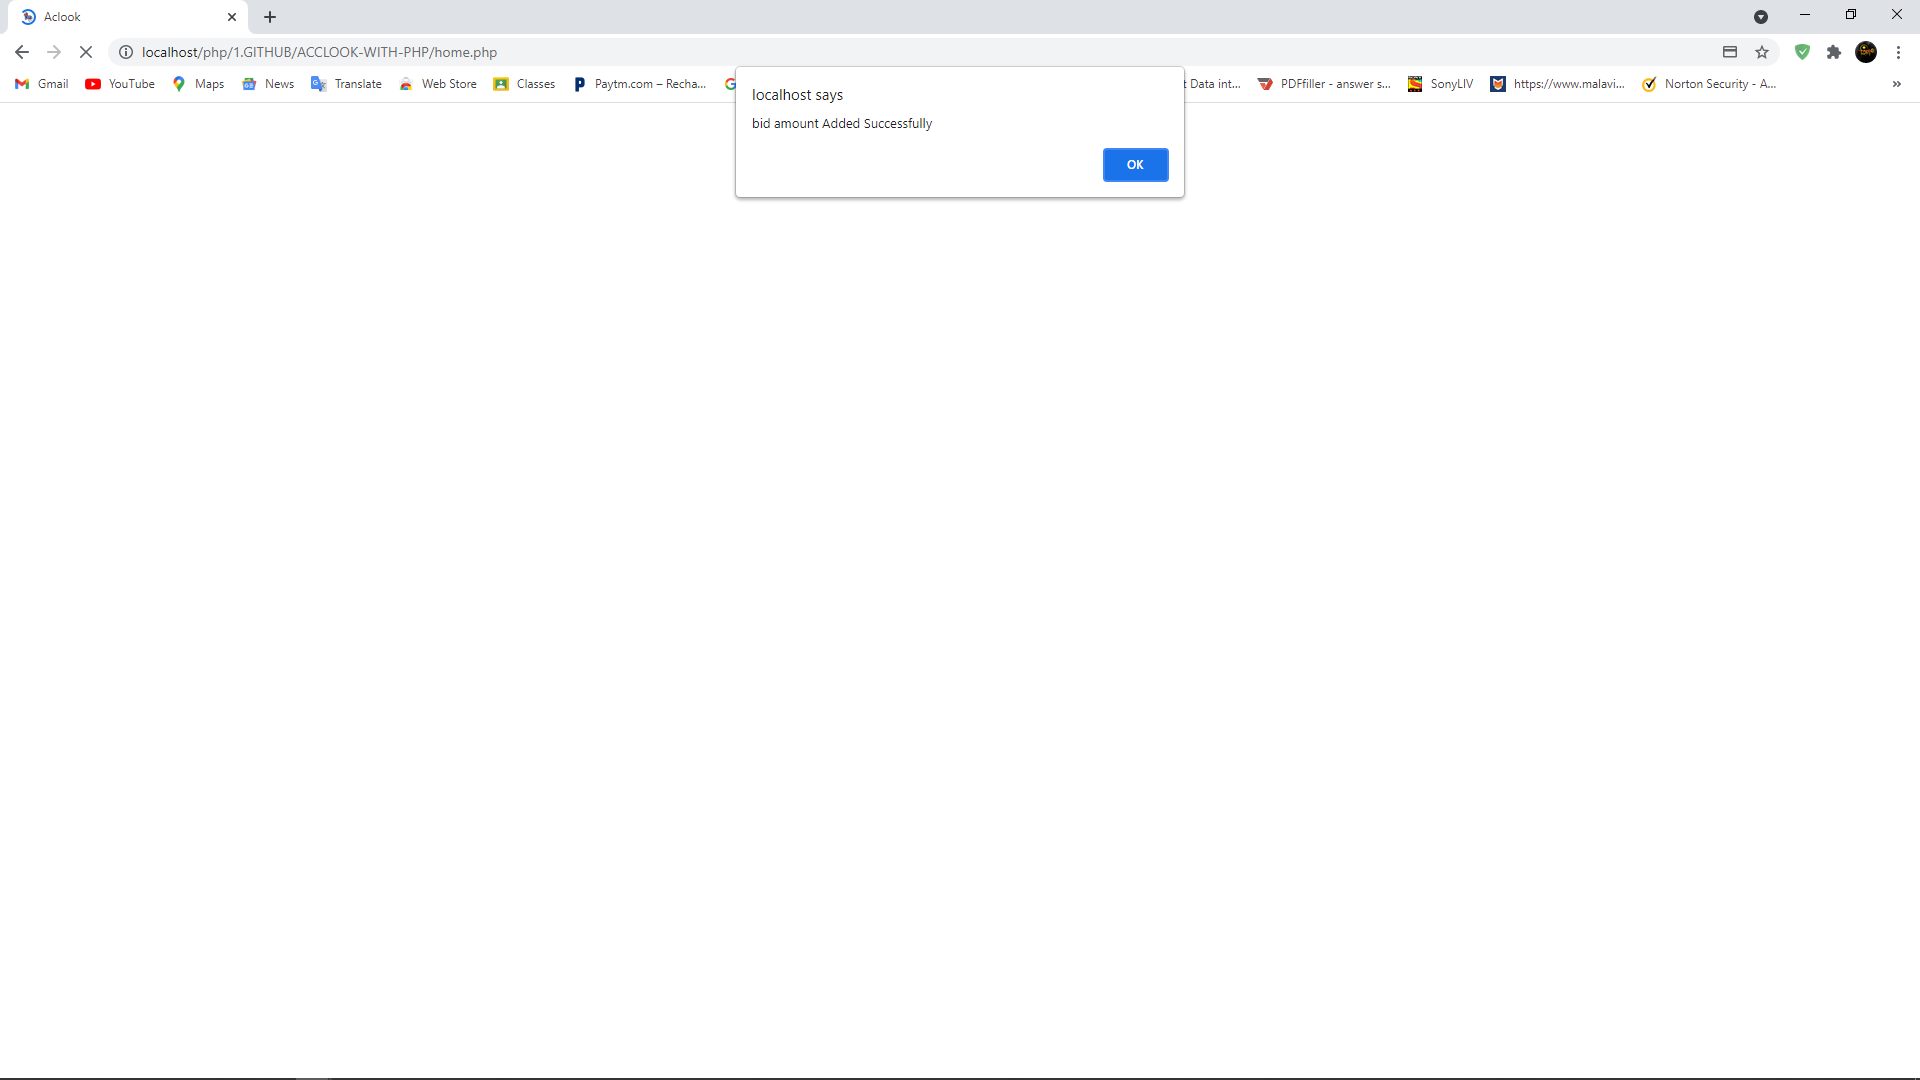 Aclook
localhost/php/1.GITHUB/ACCLOOK-WITH-PHP/home.php
Gmail YouTube Maps News Translate Web Store Classes Paytm.com – Recha... t Data int... PDFfiller - answer s... SonyLIV https://www.malavi... Norton Security - A... »
localhost says
bid amount Added Successfully
OK